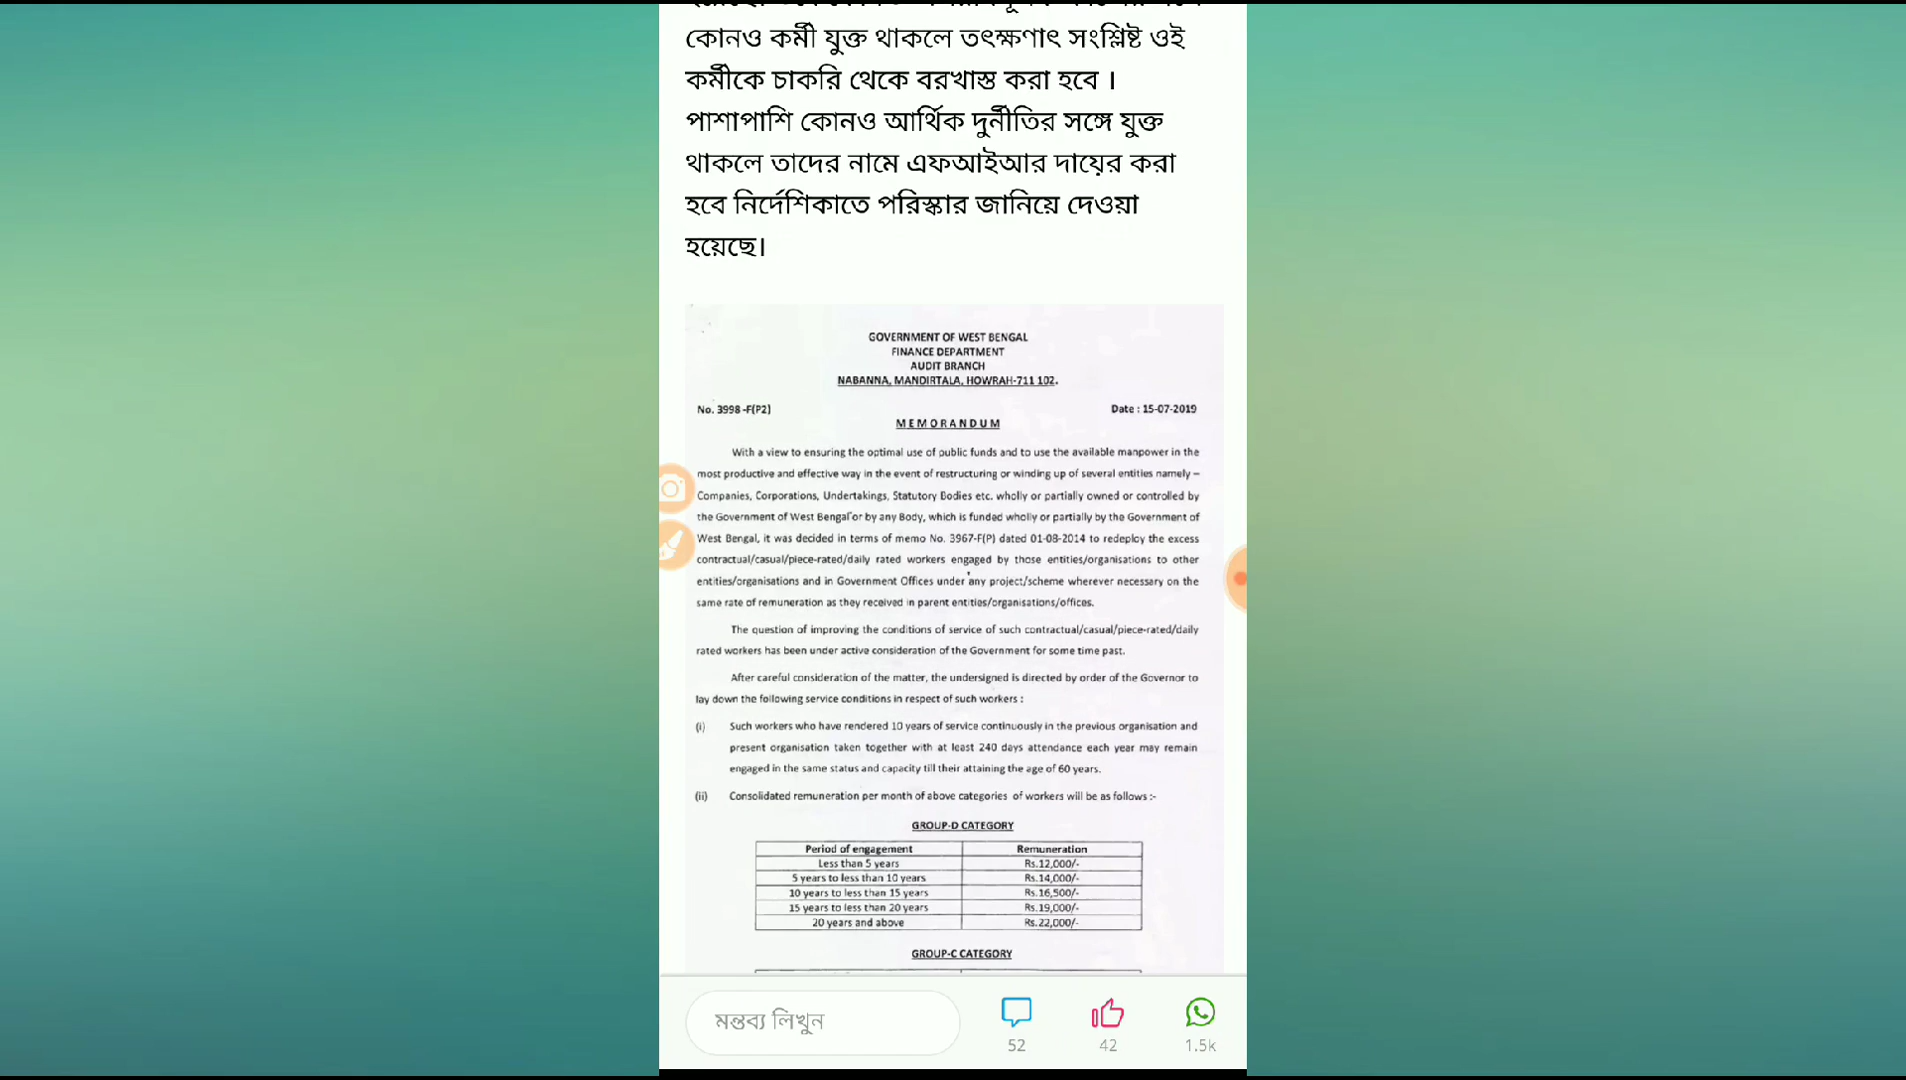 কোনও কর্মী যুক্ত থাকলে তৎক্ষণাৎ সংশ্লিষ্ট ওই
কর্মীকে চাকরি থেকে বরখাস্ত করা হবে ।
পাশাপাশি কোনও আর্থিক দুর্নীতির সঙ্গে যুক্ত
থাকলে তাদের নামে এফআইআর দায়ের করা
হবে নির্দেশিকাতে পরিস্কার জানিয়ে দেওয়া
হয়েছে।
GOVERNMENT OF WEST BENGAL
FINANCE DEPARTMENT
AUDIT BRANCH
NABANNA, MANDIRTALA, HOWRAH-711 102.
No. 3998 -F(P2) Date : 15-07-2019
MEMORANDUM
With a view to ensuring the optimal use of public funds and to use the available manpower in the
most productive and effective way in the event of restructuring or winding up of several entities namely –
Companies, Corporations, Undertakings, Statutory Bodies etc. wholly or partially owned or controlled by
the Government of West Bengal or by any Body, which is funded wholly or partially by the Government of
West Bengal, it was decided in terms of memo No. 3967-F(P) dated 01-08-2014 to redeploy the excess
contractual/casual/piece-rated/daily rated workers engaged by those entities/organisations to other
entities/organisations and in Government Offices under any project/scheme wherever necessary on the
same rate of remuneration as they received in parent entities/organisations/offices.
The question of improving the conditions of service of such contractual/casual/piece-rated/daily
rated workers has been under active consideration of the Government for some time past.
After careful consideration of the matter, the undersigned is directed by order of the Governor to
lay down the following service conditions in respect of such workers :
(i) Such workers who have rendered 10 years of service continuously in the previous organisation and
present organisation taken together with at least 240 days attendance each year may remain
engaged in the same status and capacity till their attaining the age of 60 years.
(ii) Consolidated remuneration per month of above categories of workers will be as follows :-
GROUP-D CATEGORY
Period of engagement Remuneration
Less than 5 years Rs.12,000/-
5 years to less than 10 years Rs.14,000/-
10 years to less than 15 years Rs.16,500/-
15 years to less than 20 years Rs.19,000/-
20 years and above Rs.22,000/-
GROUP-C CATEGORY
মন্তব্য লিখুন
52 42 1.5k